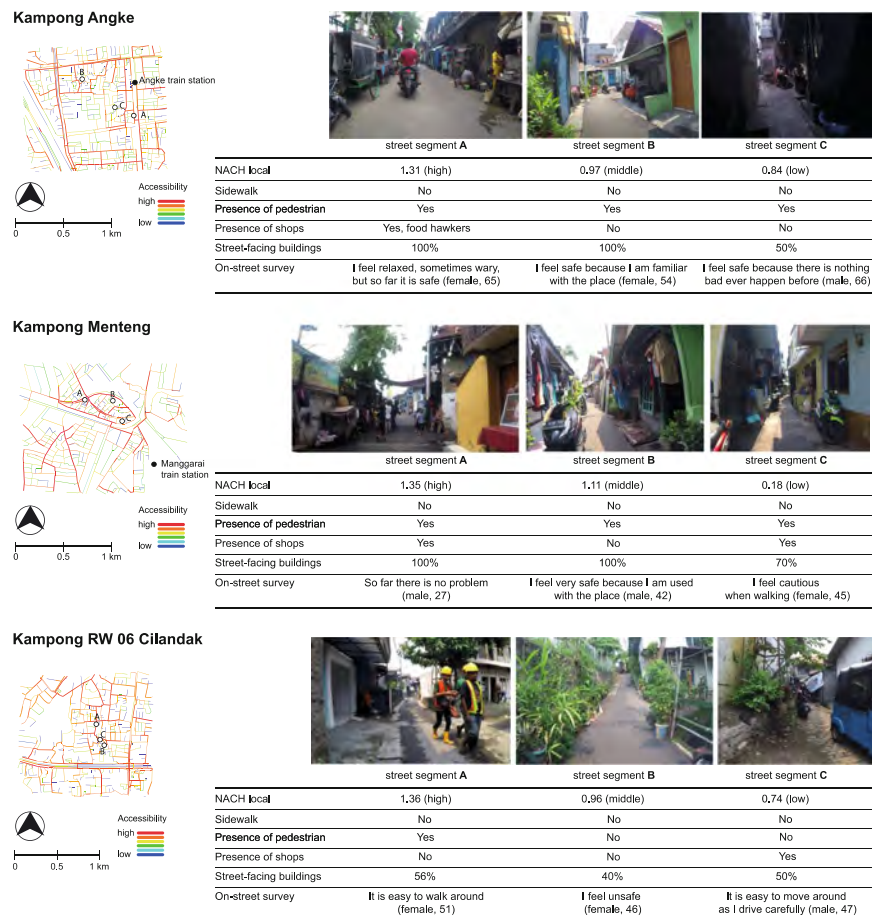 Kampong Angke
B
Angke train station
C
A
Accessibility
high
low
0 0.5 1 km
street segment A street segment B street segment C
NACH local 1.31 (high) 0.97 (middle) 0.84 (low)
Sidewalk No No No
Presence of pedestrian Yes Yes Yes
Presence of shops Yes, food hawkers No No
Street-facing buildings 100% 100% 50%
On-street survey I feel relaxed, sometimes wary, I feel safe because I am familiar I feel safe because there is nothing
but so far it is safe (female, 65) with the place (female, 54) bad ever happen before (male, 66)
Kampong Menteng
A B
C
Manggarai
train station
Accessibility
high
low
0 0.5 1 km
street segment A street segment B street segment C
NACH local 1.35 (high) 1.11 (middle) 0.18 (low)
Sidewalk No No No
Presence of pedestrian Yes Yes Yes
Presence of shops Yes No Yes
Street-facing buildings 100% 100% 70%
On-street survey So far there is no problem I feel very safe because I am used I feel cautious
(male, 27) with the place (male, 42) when walking (female, 45)
Kampong RW 06 Cilandak
A
C
B
Accessibility
high
low
0 0.5 1 km
street segment A street segment B street segment C
NACH local 1.36 (high) 0.96 (middle) 0.74 (low)
Sidewalk No No No
Presence of pedestrian Yes No No
Presence of shops No No Yes
Street-facing buildings 56% 40% 50%
On-street survey It is easy to walk around I feel unsafe It is easy to move around
(female, 51) (female, 46) as I drive carefully (male, 47)